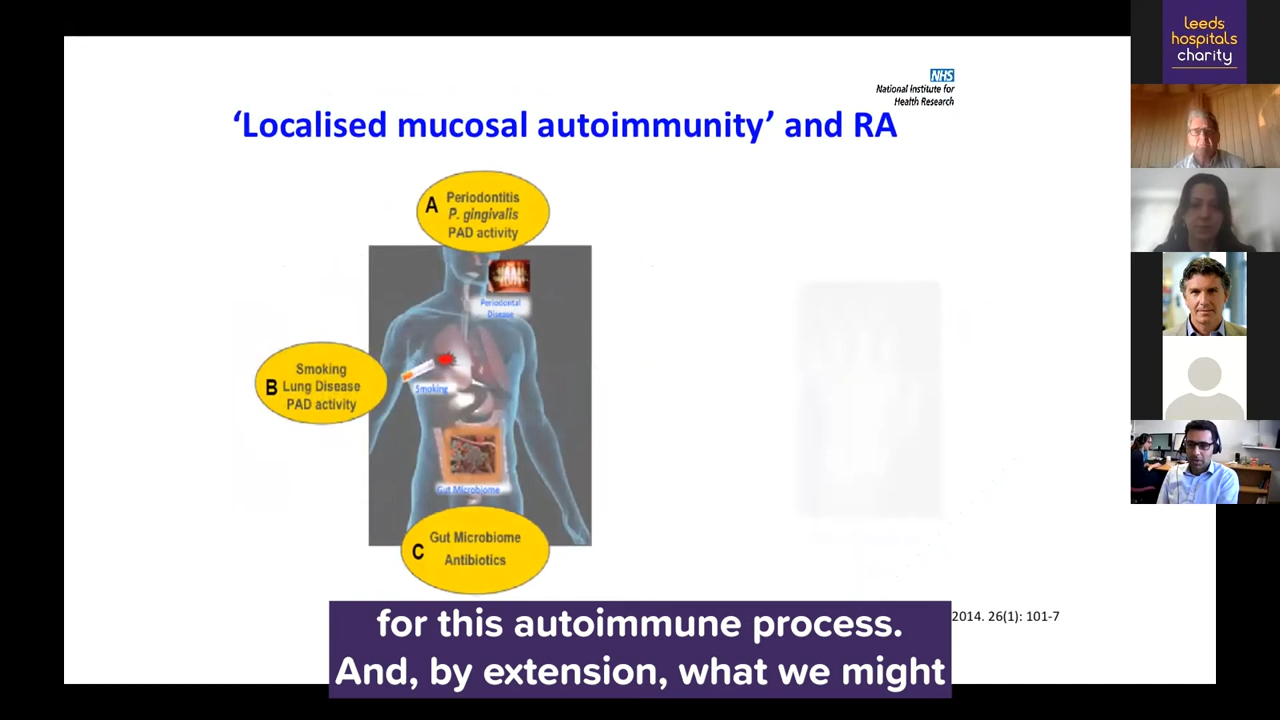 leeds
hospitals
charity
NHS
National Institute for
Health Research
‘Localised mucosal autoimmunity’ and RA
A
Periodontitis
P. gingivalis
PAD activity
Periodontal
Disease
B
Smoking
Lung Disease
PAD activity
Smoking
Gut Microbiome
C
Gut Microbiome
Antibiotics
2014. 26(1): 101-7
for this autoimmune process.
And, by extension, what we might